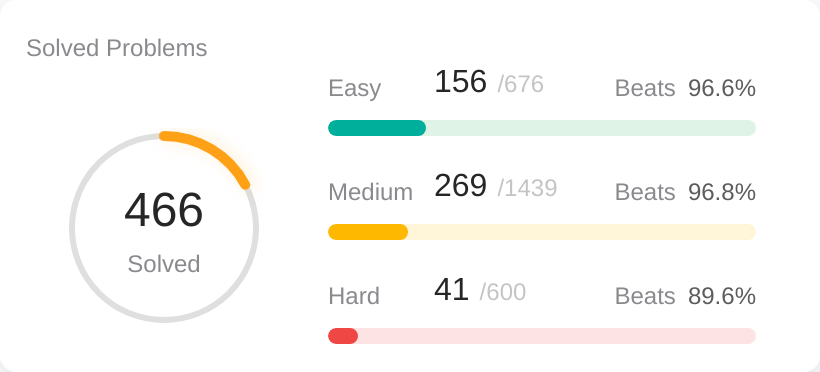 Solved Problems
466
Solved
Easy 156 /676 Beats 96.6%
Medium 269 /1439 Beats 96.8%
Hard 41 /600 Beats 89.6%